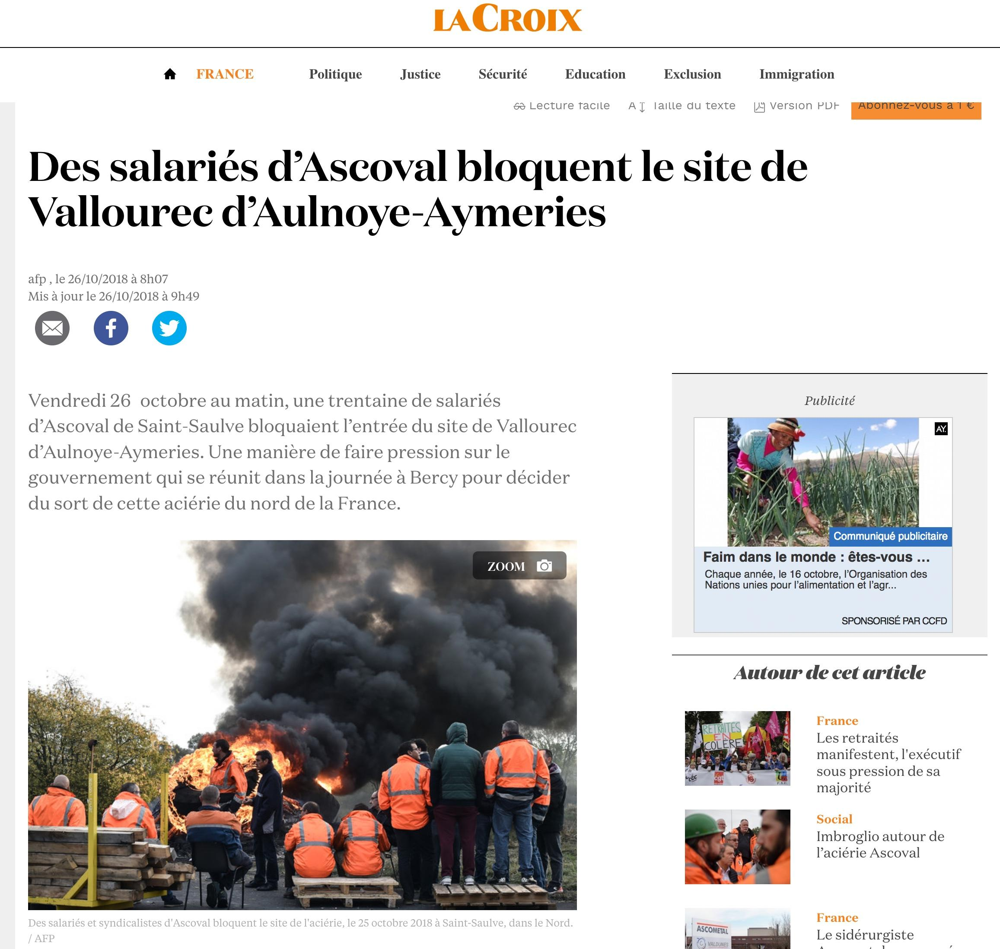 LA CROIX
FRANCE Politique Justice Sécurité Education Exclusion Immigration
Lecture facile A Taille du texte Version PDF Abonnez-vous à 1 €
Des salariés d’Ascoval bloquent le site de
Vallourec d’Aulnoye-Aymeries
afp , le 26/10/2018 à 8h07
Mis à jour le 26/10/2018 à 9h49
Vendredi 26 octobre au matin, une trentaine de salariés
d’Ascoval de Saint-Saulve bloquaient l’entrée du site de Vallourec
d’Aulnoye-Aymeries. Une manière de faire pression sur le
gouvernement qui se réunit dans la journée à Bercy pour décider
du sort de cette aciérie du nord de la France.
ZOOM
Des salariés et syndicalistes d'Ascoval bloquent le site de l'aciérie, le 25 octobre 2018 à Saint-Saulve, dans le Nord.
/ AFP
Publicité
AY.
Communiqué publicitaire
Faim dans le monde : êtes-vous ...
Chaque année, le 16 octobre, l’Organisation des
Nations unies pour l’alimentation et l’agr...
SPONSORISÉ PAR CCFD
Autour de cet article
RETRAITES
EN
COLÈRE
cgt
France
Les retraités
manifestent, l'exécutif
sous pression de sa
majorité
Social
Imbroglio autour de
l’aciérie Ascoval
ASCOMETAL
VALDUNES
France
Le sidérurgiste